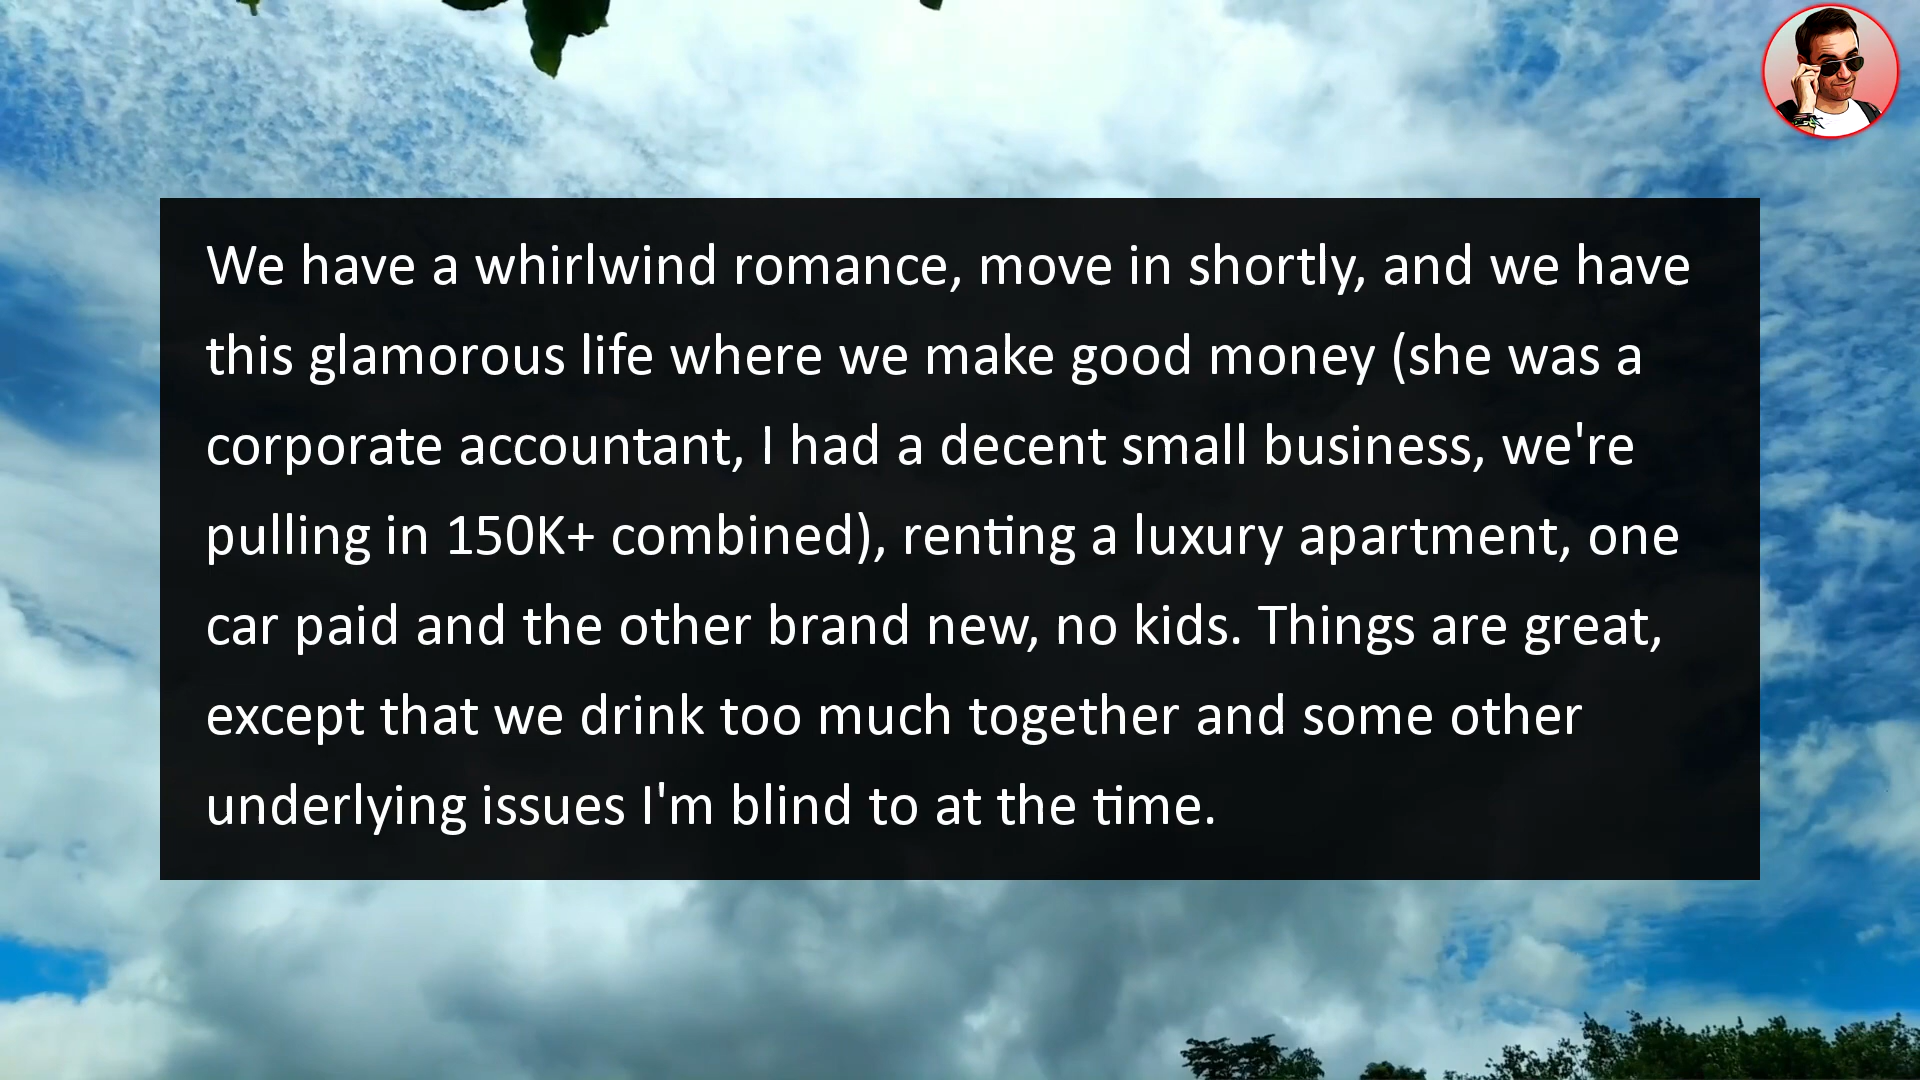 We have a whirlwind romance, move in shortly, and we have
this glamorous life where we make good money (she was a
corporate accountant, I had a decent small business, we're
pulling in 150K+ combined), renting a luxury apartment, one
car paid and the other brand new, no kids. Things are great,
except that we drink too much together and some other
underlying issues I'm blind to at the time.